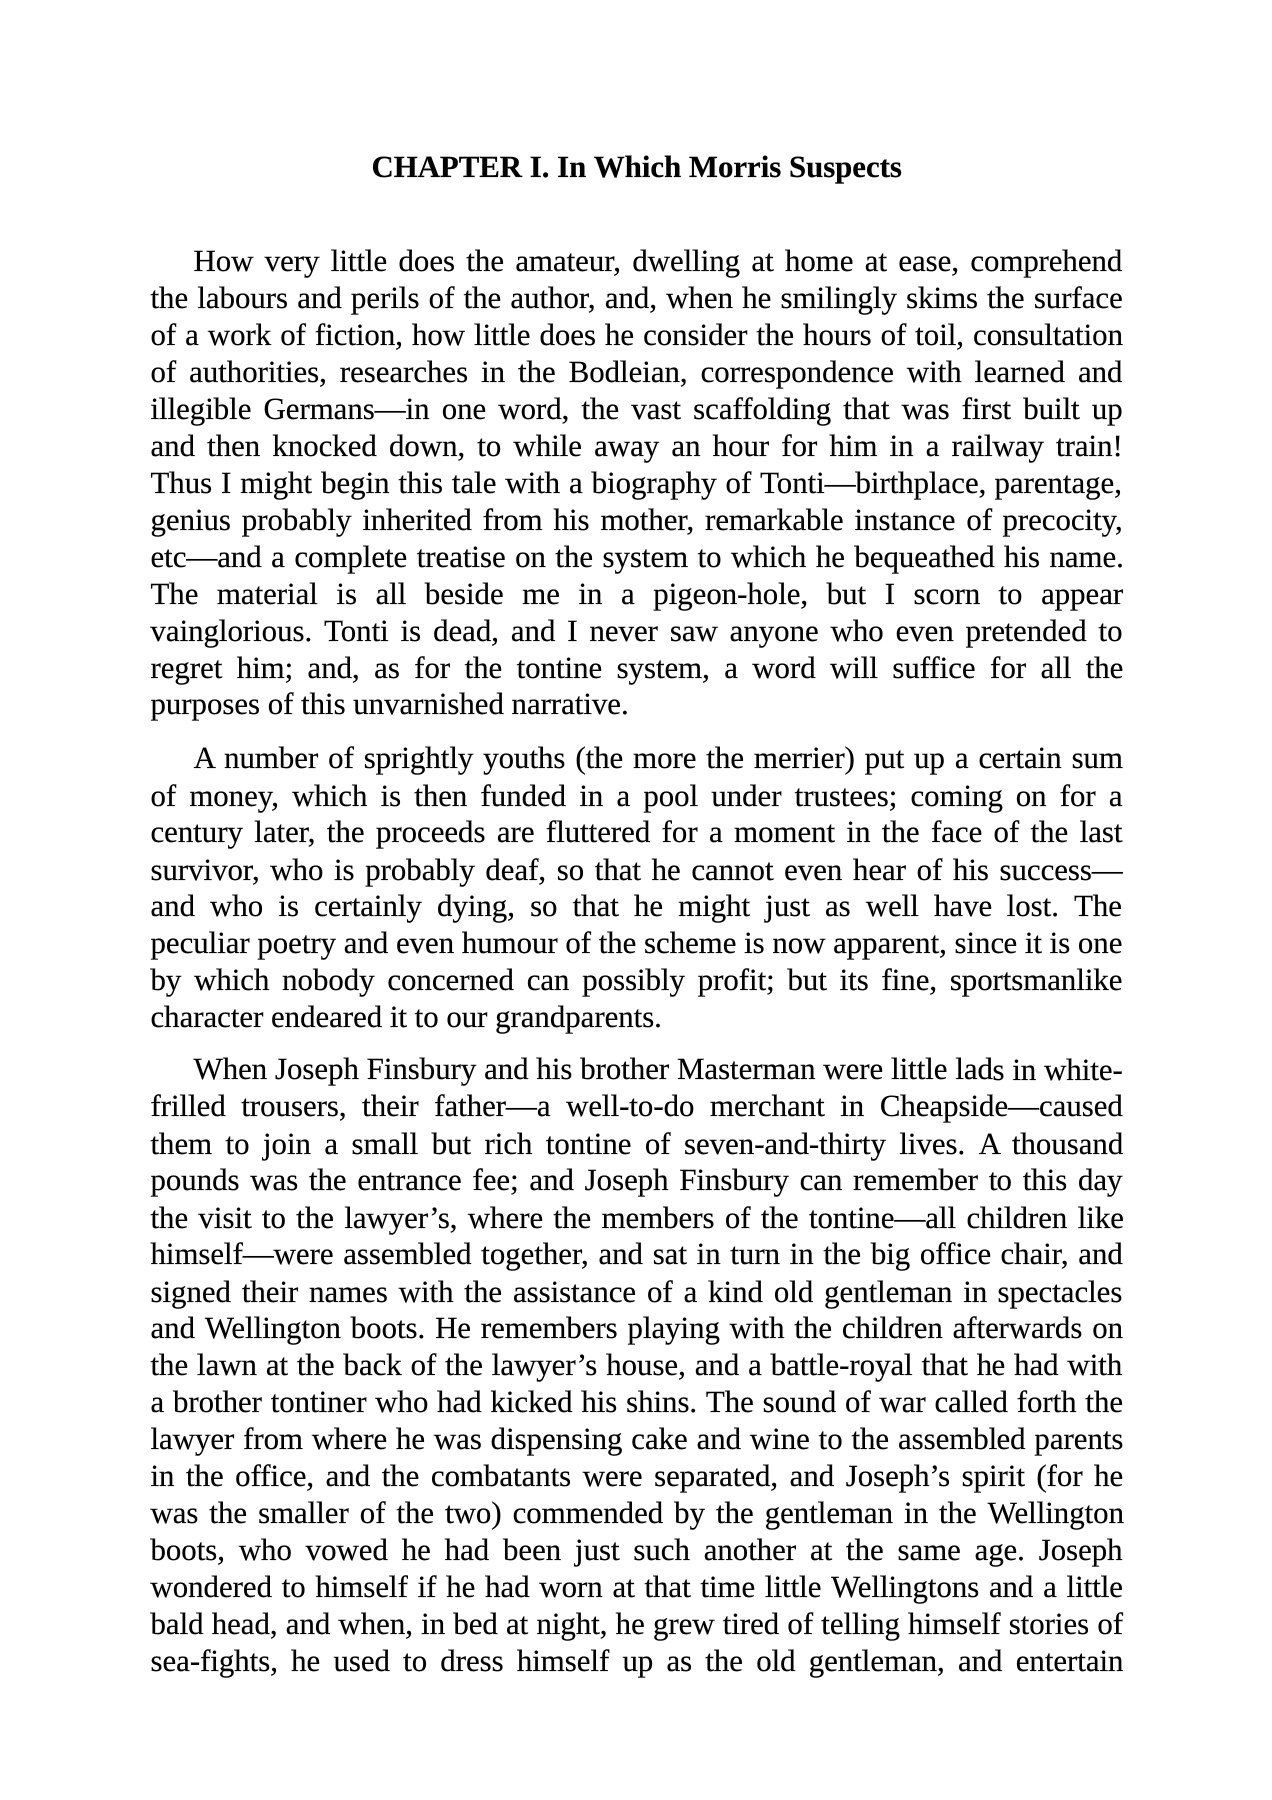 CHAPTER I. In Which Morris Suspects
How very little does the amateur, dwelling at home at ease, comprehend
the labours and perils of the author, and, when he smilingly skims the surface
of a work of fiction, how little does he consider the hours of toil, consultation
of authorities, researches in the Bodleian, correspondence with learned and
illegible Germans—in one word, the vast scaffolding that was first built up
and then knocked down, to while away an hour for him in a railway train!
Thus I might begin this tale with a biography of Tonti—birthplace, parentage,
genius probably inherited from his mother, remarkable instance of precocity,
etc—and a complete treatise on the system to which he bequeathed his name.
The material is all beside me in a pigeon-hole, but I scorn to appear
vainglorious. Tonti is dead, and I never saw anyone who even pretended to
regret him; and, as for the tontine system, a word will suffice for all the
purposes of this unvarnished narrative.
A number of sprightly youths (the more the merrier) put up a certain sum
of money, which is then funded in a pool under trustees; coming on for a
century later, the proceeds are fluttered for a moment in the face of the last
survivor, who is probably deaf, so that he cannot even hear of his success—
and who is certainly dying, so that he might just as well have lost. The
peculiar poetry and even humour of the scheme is now apparent, since it is one
by which nobody concerned can possibly profit; but its fine, sportsmanlike
character endeared it to our grandparents.
When Joseph Finsbury and his brother Masterman were little lads in white-
frilled trousers, their father—a well-to-do merchant in Cheapside—caused
them to join a small but rich tontine of seven-and-thirty lives. A thousand
pounds was the entrance fee; and Joseph Finsbury can remember to this day
the visit to the lawyer’s, where the members of the tontine—all children like
himself—were assembled together, and sat in turn in the big office chair, and
signed their names with the assistance of a kind old gentleman in spectacles
and Wellington boots. He remembers playing with the children afterwards on
the lawn at the back of the lawyer’s house, and a battle-royal that he had with
a brother tontiner who had kicked his shins. The sound of war called forth the
lawyer from where he was dispensing cake and wine to the assembled parents
in the office, and the combatants were separated, and Joseph’s spirit (for he
was the smaller of the two) commended by the gentleman in the Wellington
boots, who vowed he had been just such another at the same age. Joseph
wondered to himself if he had worn at that time little Wellingtons and a little
bald head, and when, in bed at night, he grew tired of telling himself stories of
sea-fights, he used to dress himself up as the old gentleman, and entertain